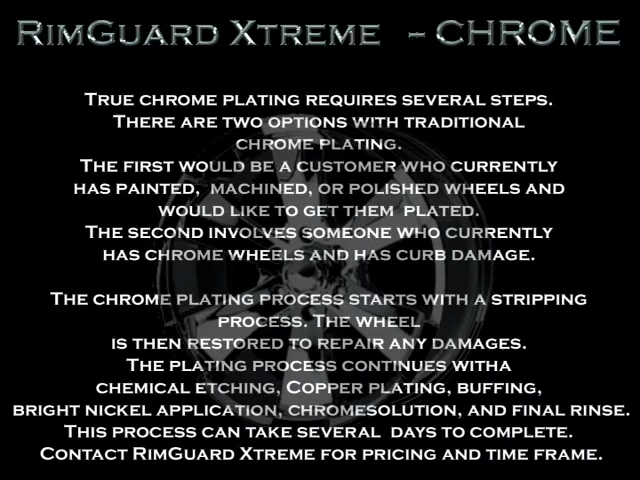 RimGuard Xtreme – CHROME
True chrome plating requires several steps.
There are two options with traditional
chrome plating.
The first would be a customer who currently
has painted, machined, or polished wheels and
would like to get them plated.
The second involves someone who currently
has chrome wheels and has curb damage.
The chrome plating process starts with a stripping
process. The wheel
is then restored to repair any damages.
The plating process continues witha
chemical etching, Copper plating, buffing,
bright nickel application, chromesolution, and final rinse.
This process can take several days to complete.
Contact RimGuard Xtreme for pricing and time frame.